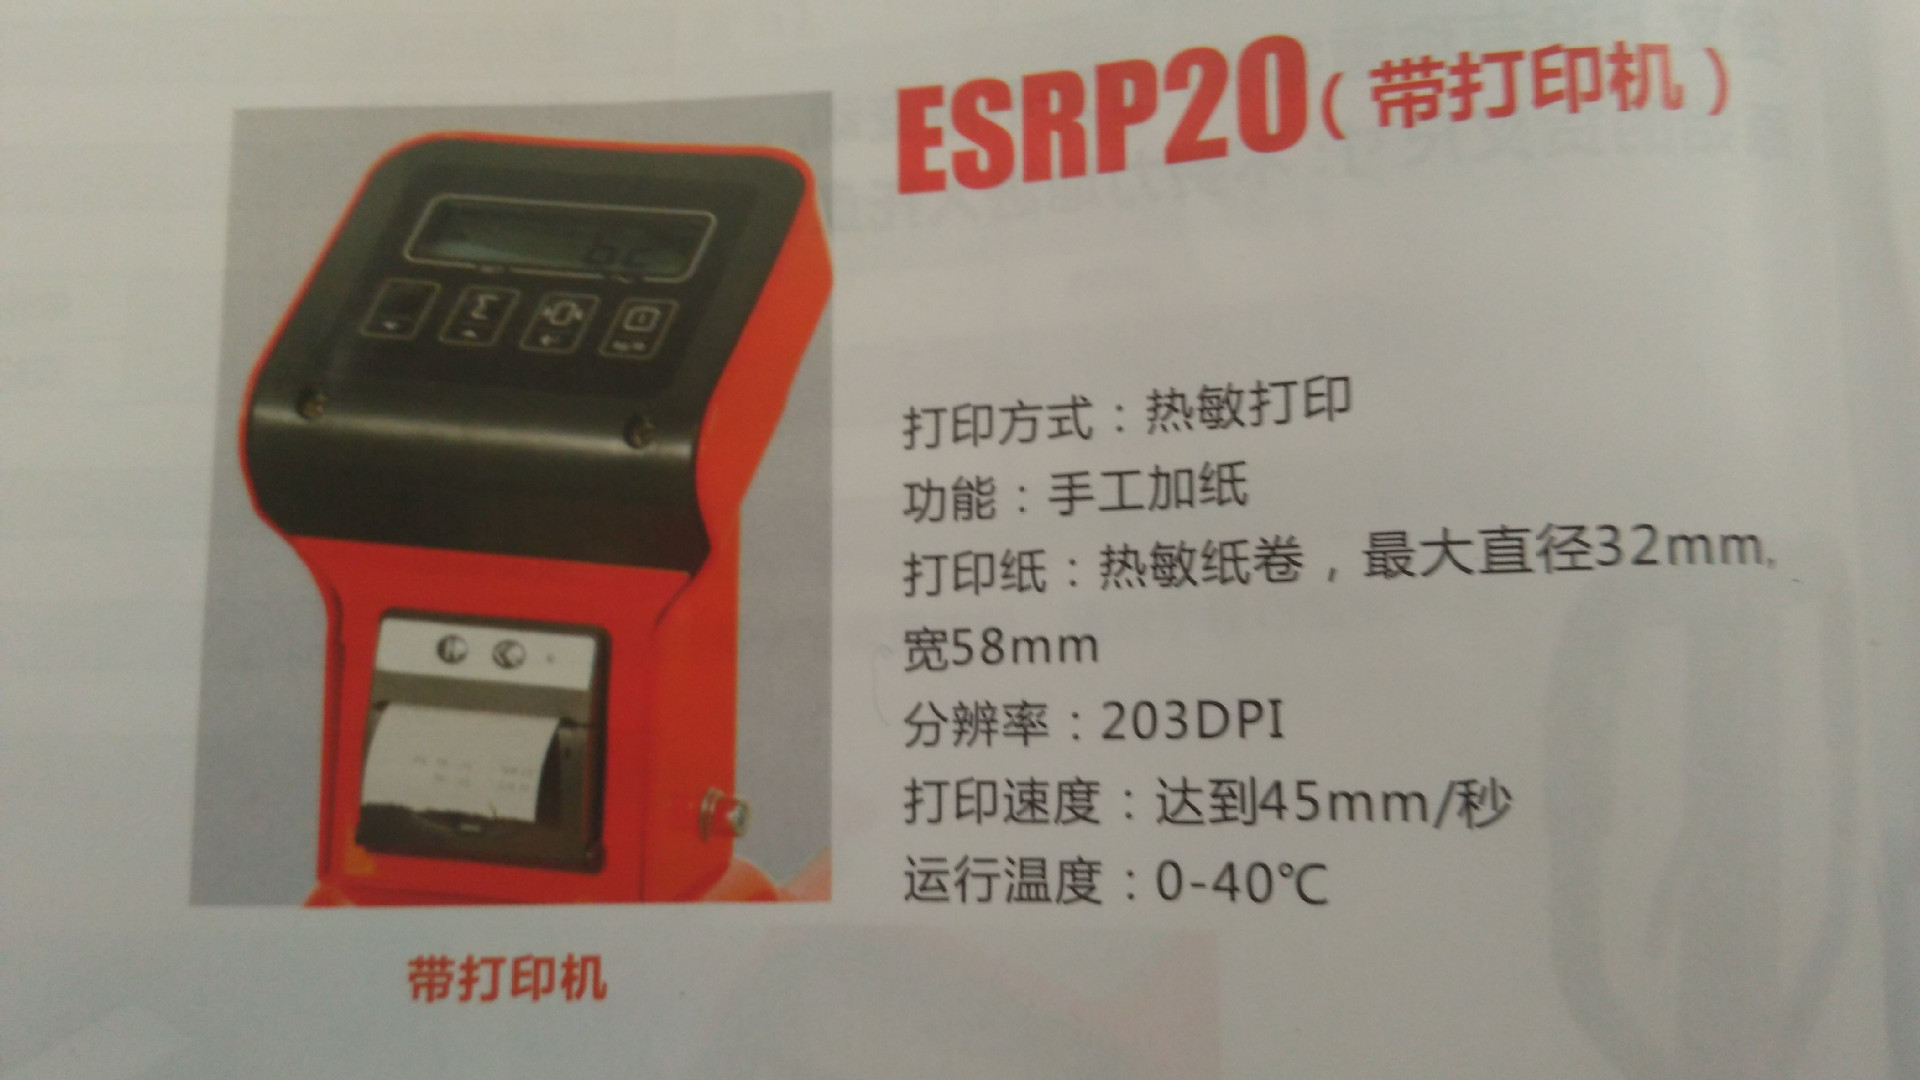 ESRP20(带打印机)
打印方式：热敏打印
功能：手工加纸
打印纸：热敏纸卷，最大直径32mm,
宽58mm
分辨率：203DPI
打印速度：达到45mm/秒
运行温度：0-40℃
带打印机